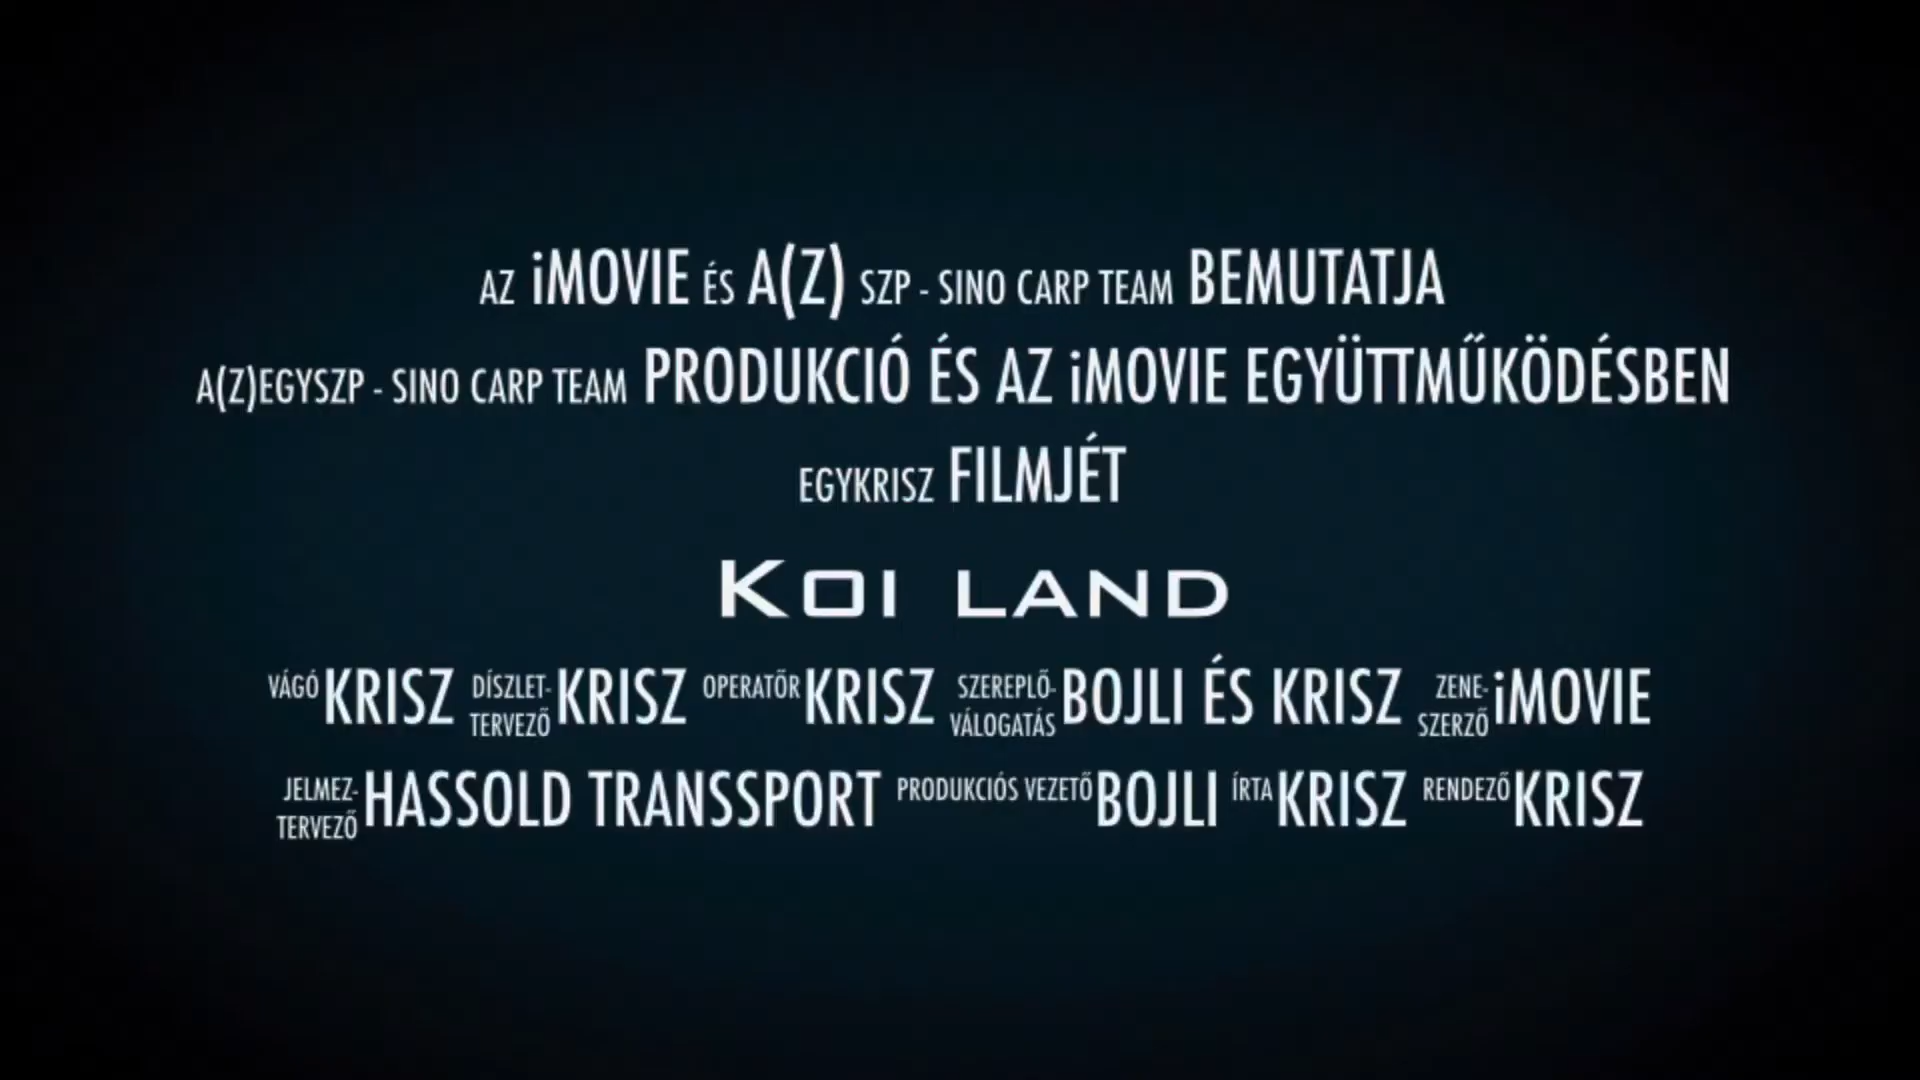 AZ iMOVIE ÉS A(Z) SZP - SINO CARP TEAM BEMUTATJA
A(Z)EGYSZP - SINO CARP TEAM PRODUKCIÓ ÉS AZ iMOVIE EGYÜTTMŰKÖDÉSBEN
EGYKRISZ FILMJÉT
KOI LAND
VÁGÓ KRISZ DÍSZLET-TERVEZŐ KRISZ OPERATŐR KRISZ SZEREPLŐ-VÁLOGATÁS BOJLI ÉS KRISZ ZENE-SZERZŐ iMOVIE
JELMEZ-TERVEZŐ HASSOLD TRANSSPORT PRODUKCIÓS VEZETŐ BOJLI ÍRTA KRISZ RENDEZŐ KRISZ